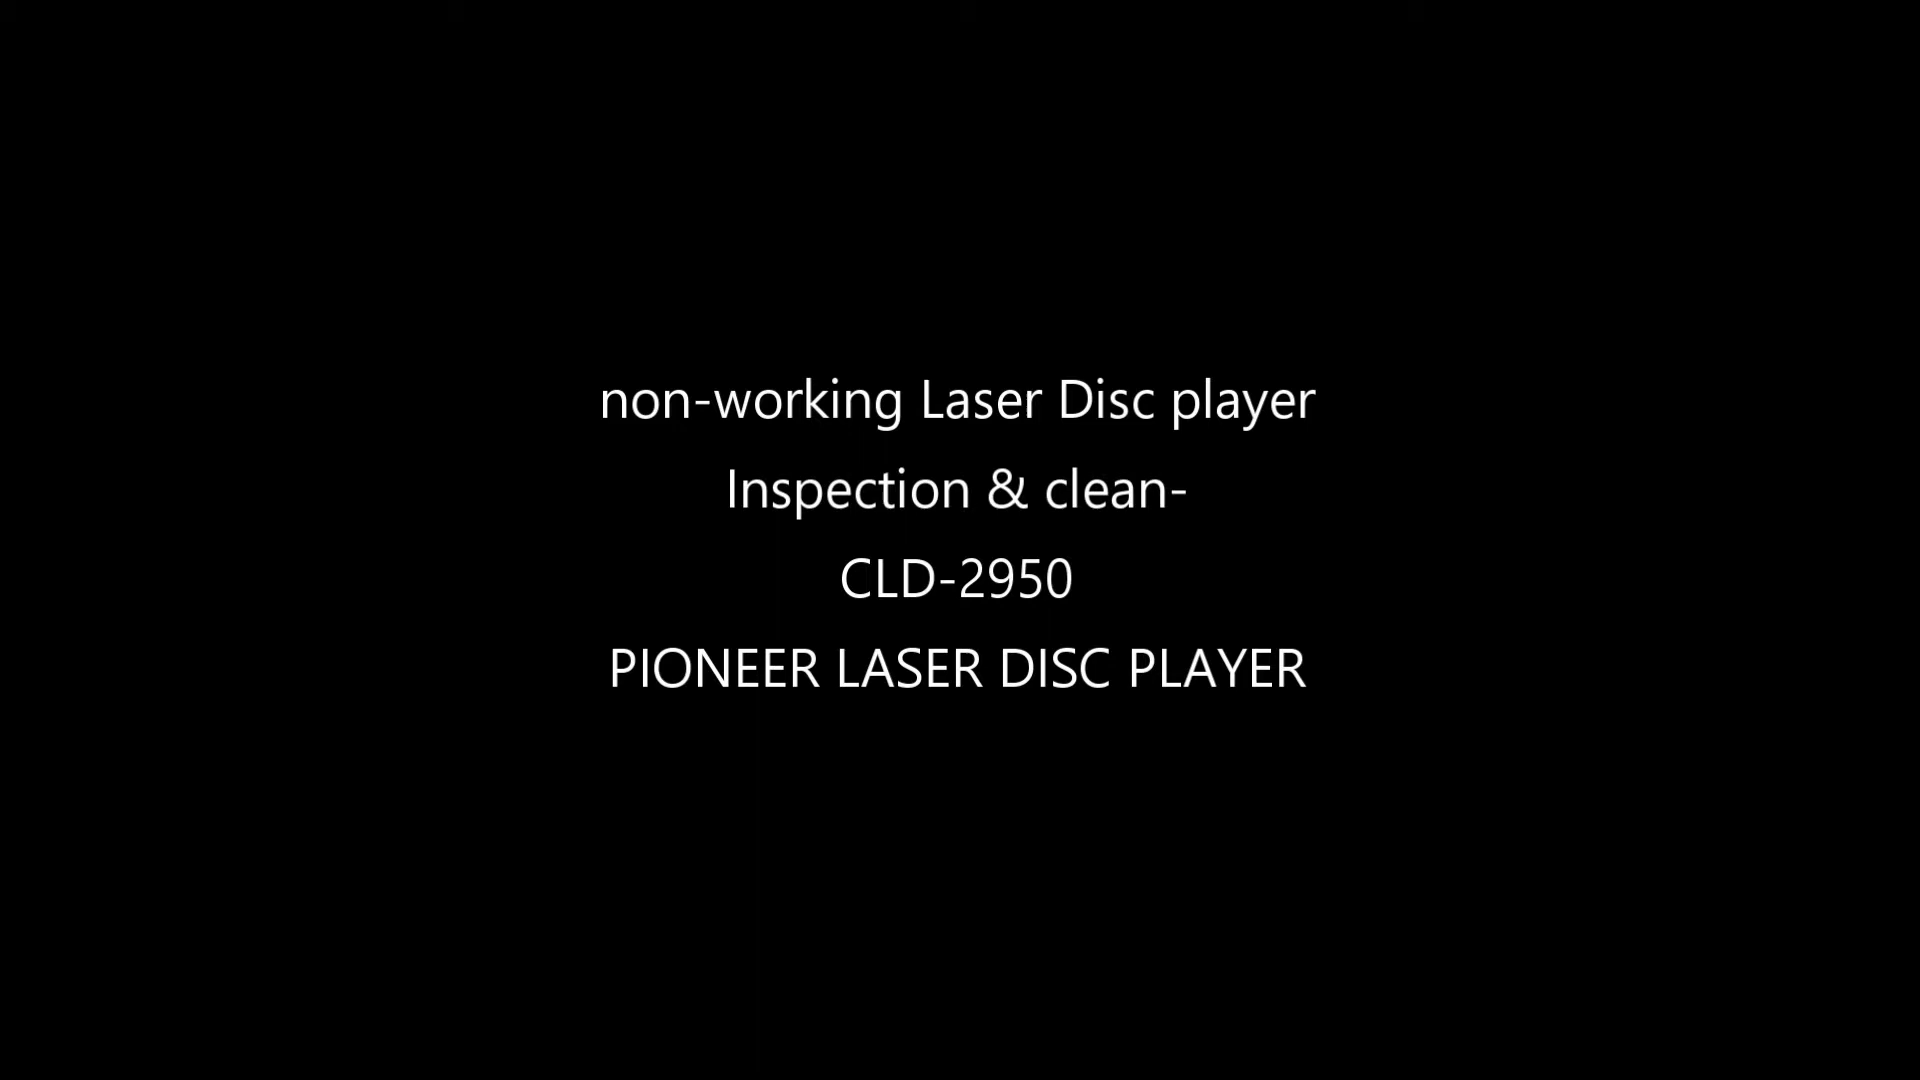 non-working Laser Disc player
Inspection & clean-
CLD-2950
PIONEER LASER DISC PLAYER